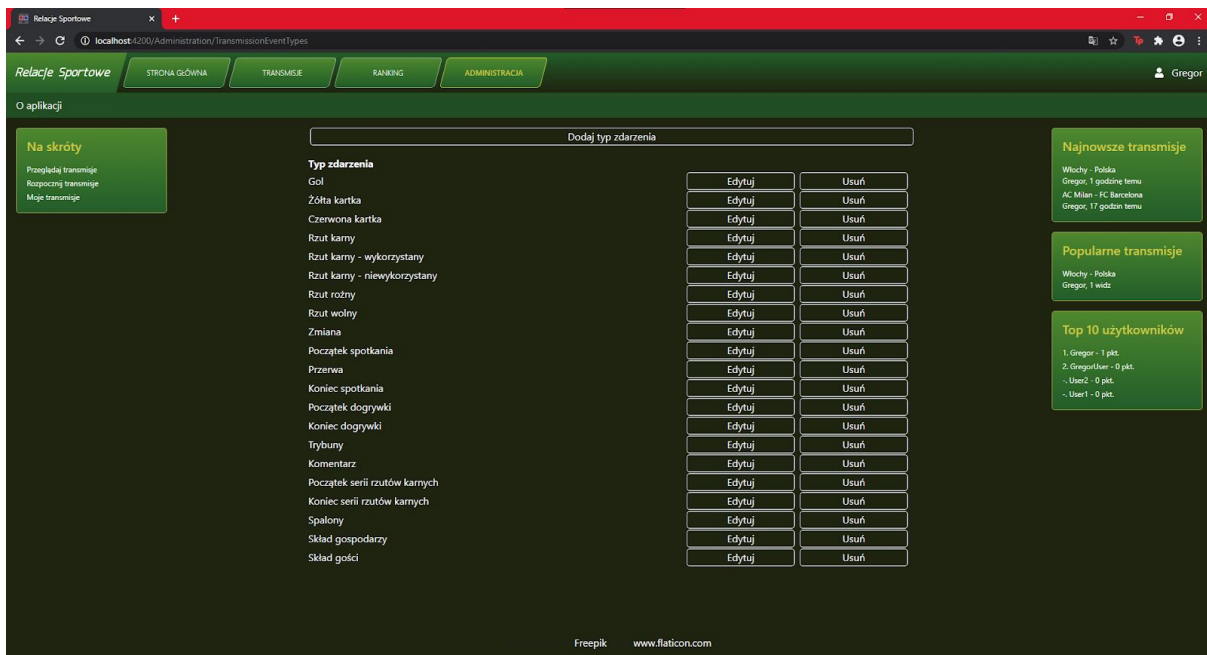 Relacje Sportowe
localhost:4200/Administration/TransmissionEventTypes
Relacje Sportowe STRONA GŁÓWNA TRANSMISJE RANKING ADMINISTRACJA Gregor
O aplikacji
Na skróty
Przeglądaj transmisje
Rozpocznij transmisje
Moje transmisje
Dodaj typ zdarzenia
Typ zdarzenia
Gol Edytuj Usuń
Żółta kartka Edytuj Usuń
Czerwona kartka Edytuj Usuń
Rzut karny Edytuj Usuń
Rzut karny - wykorzystany Edytuj Usuń
Rzut karny - niewykorzystany Edytuj Usuń
Rzut rożny Edytuj Usuń
Rzut wolny Edytuj Usuń
Zmiana Edytuj Usuń
Początek spotkania Edytuj Usuń
Przerwa Edytuj Usuń
Koniec spotkania Edytuj Usuń
Początek dogrywki Edytuj Usuń
Koniec dogrywki Edytuj Usuń
Trybuny Edytuj Usuń
Komentarz Edytuj Usuń
Początek serii rzutów karnych Edytuj Usuń
Koniec serii rzutów karnych Edytuj Usuń
Spalony Edytuj Usuń
Skład gospodarzy Edytuj Usuń
Skład gości Edytuj Usuń
Najnowsze transmisje
Włochy - Polska
Gregor, 1 godzinę temu
AC Milan - FC Barcelona
Gregor, 17 godzin temu
Popularne transmisje
Włochy - Polska
Gregor, 1 widz
Top 10 użytkowników
1. Gregor - 1 pkt.
2. GregorUser - 0 pkt.
-. User2 - 0 pkt.
-. User1 - 0 pkt.
Freepik www.flaticon.com